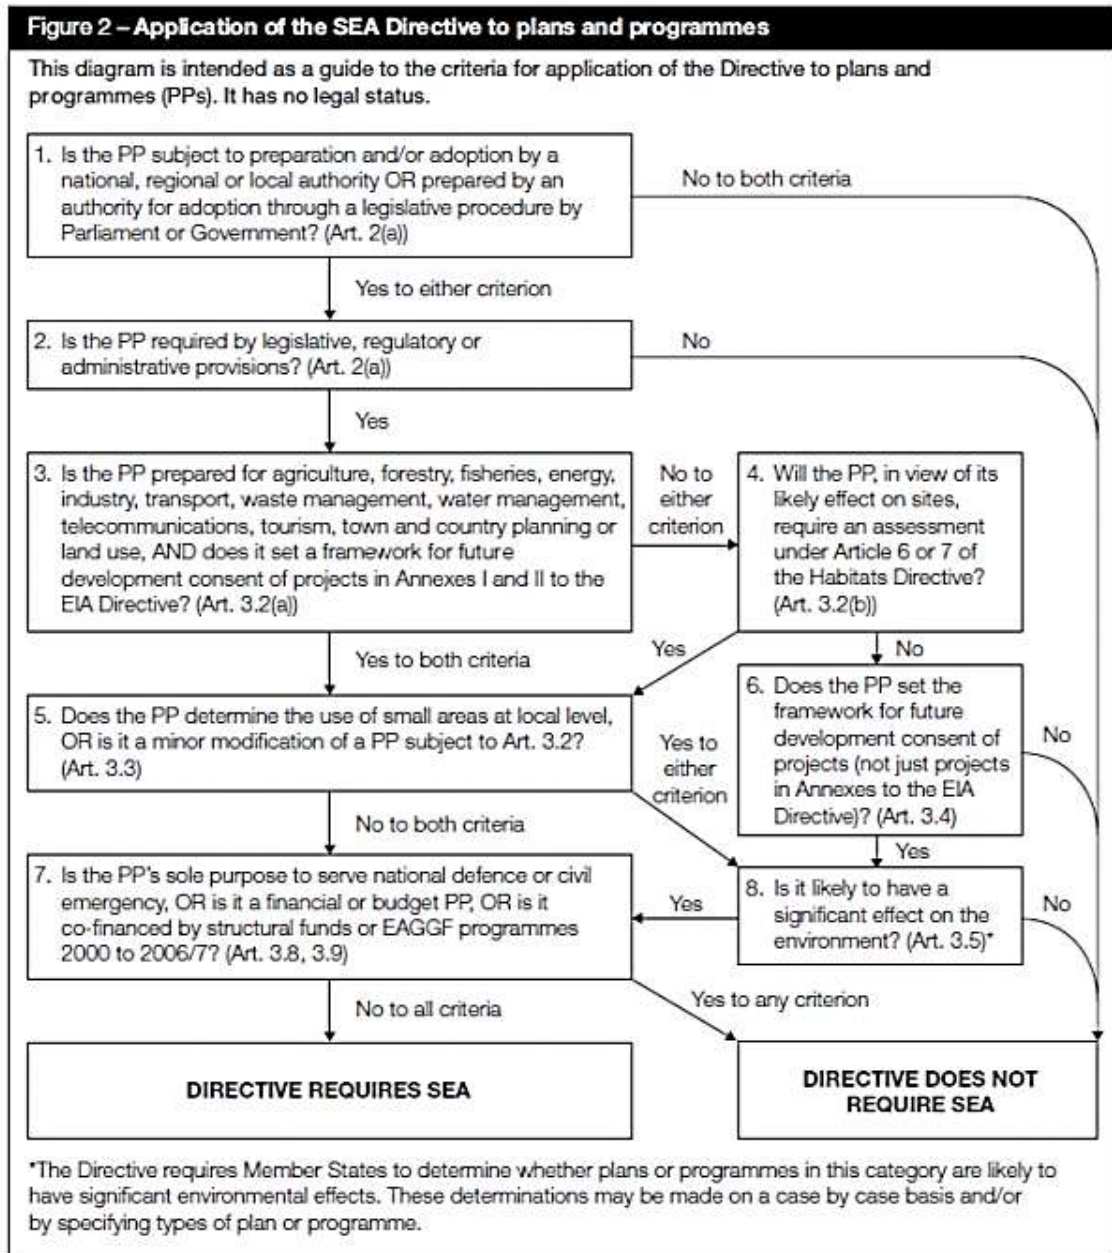 Figure 2 – Application of the SEA Directive to plans and programmes
This diagram is intended as a guide to the criteria for application of the Directive to plans and
programmes (PPs). It has no legal status.
1. Is the PP subject to preparation and/or adoption by a
national, regional or local authority OR prepared by an
authority for adoption through a legislative procedure by
Parliament or Government? (Art. 2(a))
No to both criteria
Yes to either criterion
2. Is the PP required by legislative, regulatory or
administrative provisions? (Art. 2(a))
No
Yes
3. Is the PP prepared for agriculture, forestry, fisheries, energy,
industry, transport, waste management, water management,
telecommunications, tourism, town and country planning or
land use, AND does it set a framework for future
development consent of projects in Annexes I and II to the
EIA Directive? (Art. 3.2(a))
No to
either
criterion
4. Will the PP, in view of its
likely effect on sites,
require an assessment
under Article 6 or 7 of
the Habitats Directive?
(Art. 3.2(b))
Yes to both criteria
Yes
No
5. Does the PP determine the use of small areas at local level,
OR is it a minor modification of a PP subject to Art. 3.2?
(Art. 3.3)
Yes to
either
criterion
6. Does the PP set the
framework for future
development consent of
projects (not just projects
in Annexes to the EIA
Directive)? (Art. 3.4)
No
No to both criteria
Yes
7. Is the PP's sole purpose to serve national defence or civil
emergency, OR is it a financial or budget PP, OR is it
co-financed by structural funds or EAGGF programmes
2000 to 2006/7? (Art. 3.8, 3.9)
Yes
8. Is it likely to have a
significant effect on the
environment? (Art. 3.5)*
No
No to all criteria
Yes to any criterion
DIRECTIVE REQUIRES SEA
DIRECTIVE DOES NOT
REQUIRE SEA
*The Directive requires Member States to determine whether plans or programmes in this category are likely to
have significant environmental effects. These determinations may be made on a case by case basis and/or
by specifying types of plan or programme.